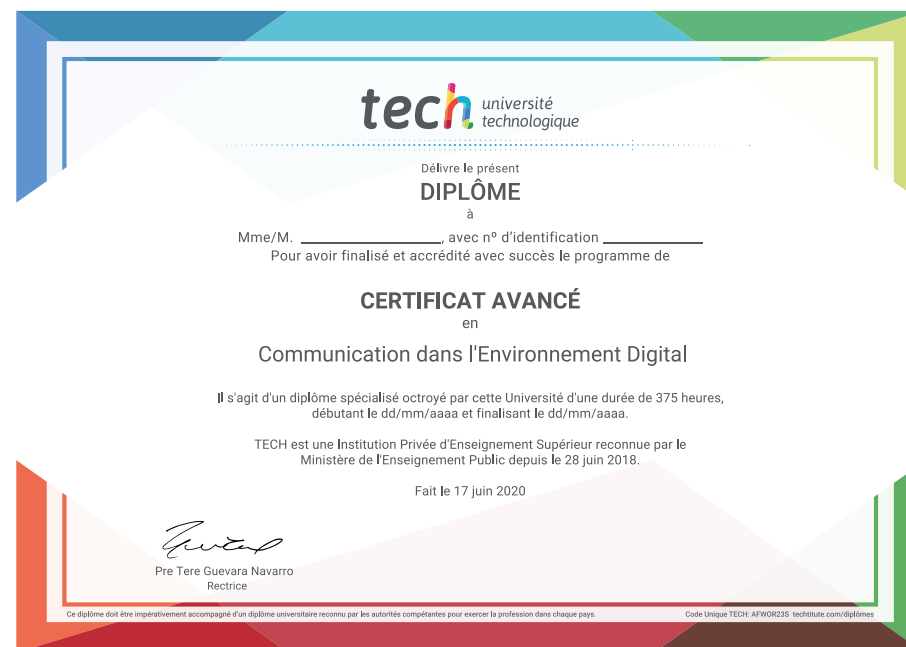 tech université
technologique
Délivre le présent
DIPLÔME
à
Mme/M. ____________________, avec nº d'identification ______________
Pour avoir finalisé et accrédité avec succès le programme de
CERTIFICAT AVANCÉ
en
Communication dans l'Environnement Digital
Il s'agit d'un diplôme spécialisé octroyé par cette Université d'une durée de 375 heures,
débutant le dd/mm/aaaa et finalisant le dd/mm/aaaa.
TECH est une Institution Privée d'Enseignement Supérieur reconnue par le
Ministère de l'Enseignement Public depuis le 28 juin 2018.
Fait le 17 juin 2020
Pre Tere Guevara Navarro
Rectrice
Ce diplôme doit être impérativement accompagné d'un diplôme universitaire reconnu par les autorités compétantes pour exercer la profession dans chaque pays.
Code Unique TECH: AFWOR23S techtitute.com/diplômes